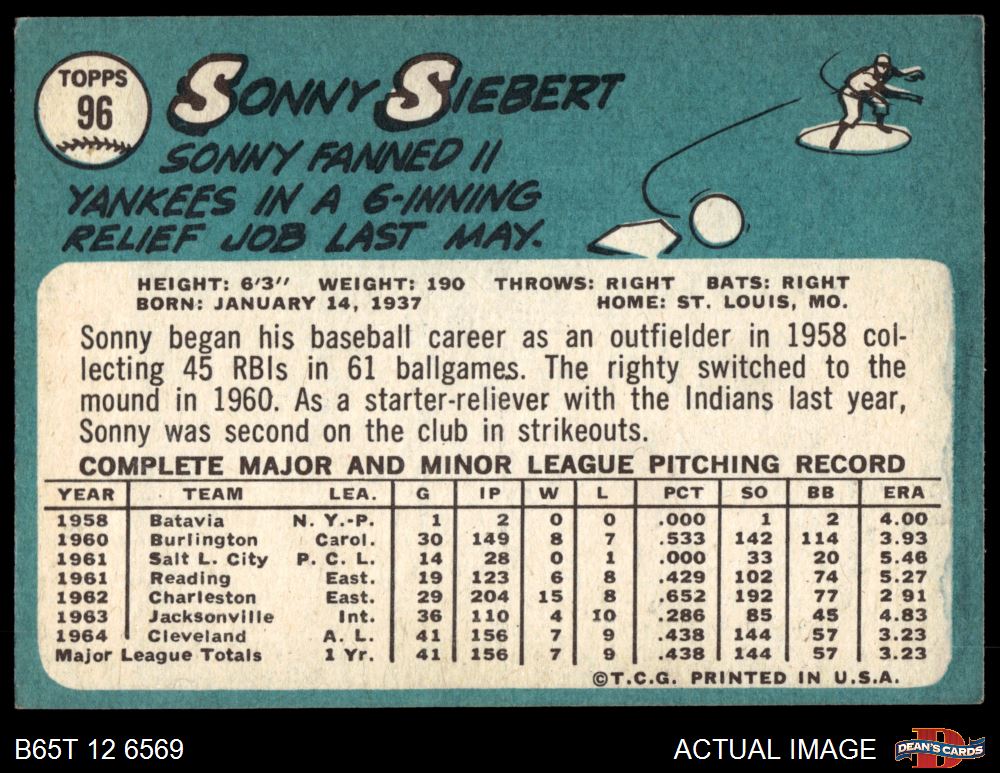 TOPPS
96
SONNY SIEBERT
SONNY FANNED 11
YANKEES IN A 6-INNING
RELIEF JOB LAST MAY.
HEIGHT: 6'3" WEIGHT: 190 THROWS: RIGHT BATS: RIGHT
BORN: JANUARY 14, 1937 HOME: ST. LOUIS, MO.
Sonny began his baseball career as an outfielder in 1958 col-
lecting 45 RBIs in 61 ballgames. The righty switched to the
mound in 1960. As a starter-reliever with the Indians last year,
Sonny was second on the club in strikeouts.
COMPLETE MAJOR AND MINOR LEAGUE PITCHING RECORD
YEAR TEAM LEA. G IP W L PCT SO BB ERA
1958 Batavia N. Y.-P. 1 2 0 0 .000 1 2 4.00
1960 Burlington Carol. 30 149 8 7 .533 142 114 3.93
1961 Salt L. City P. C. L. 14 28 0 1 .000 33 20 5.46
1961 Reading East. 19 123 6 8 .429 102 74 5.27
1962 Charleston East. 29 204 15 8 .652 192 77 2 91
1963 Jacksonville Int. 36 110 4 10 .286 85 45 4.83
1964 Cleveland A. L. 41 156 7 9 .438 144 57 3.23
Major League Totals 1 Yr. 41 156 7 9 .438 144 57 3.23
©T.C.G. PRINTED IN U.S.A.
B65T 12 6569 ACTUAL IMAGE DEAN'S CARDS